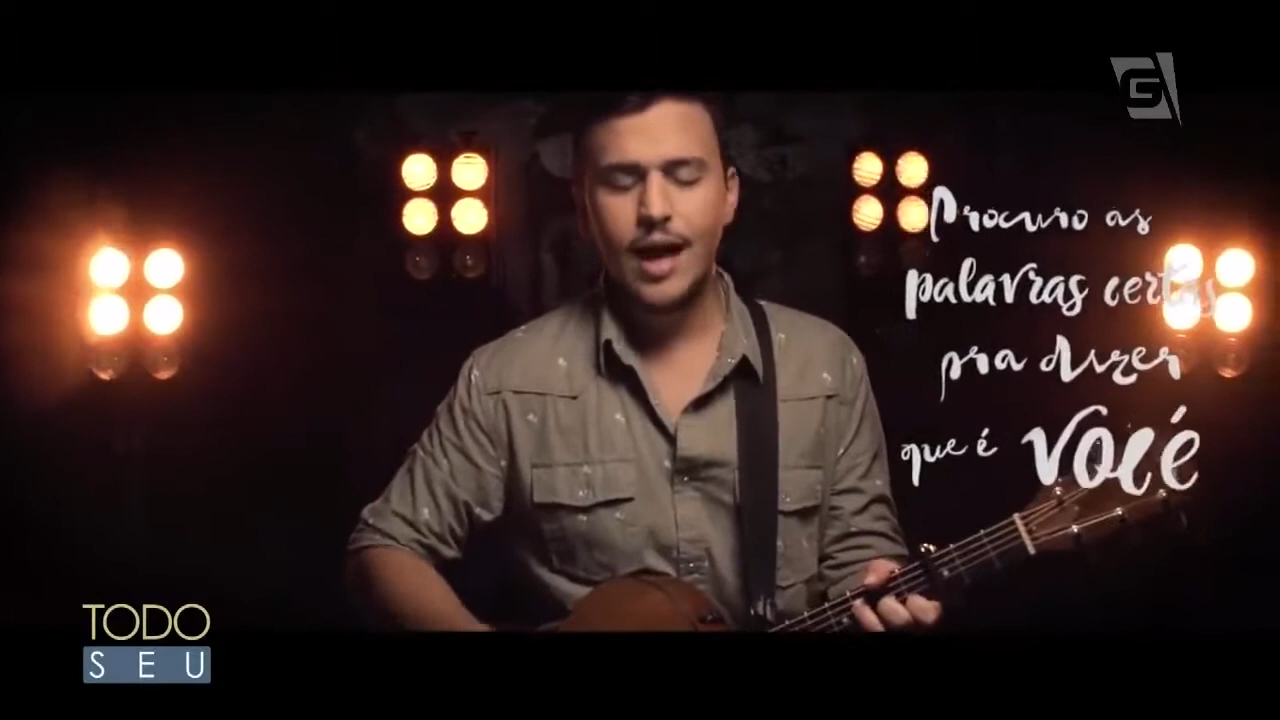 G
Procuro as
palavras certas
pra dizer
que é você
TODO
SEU